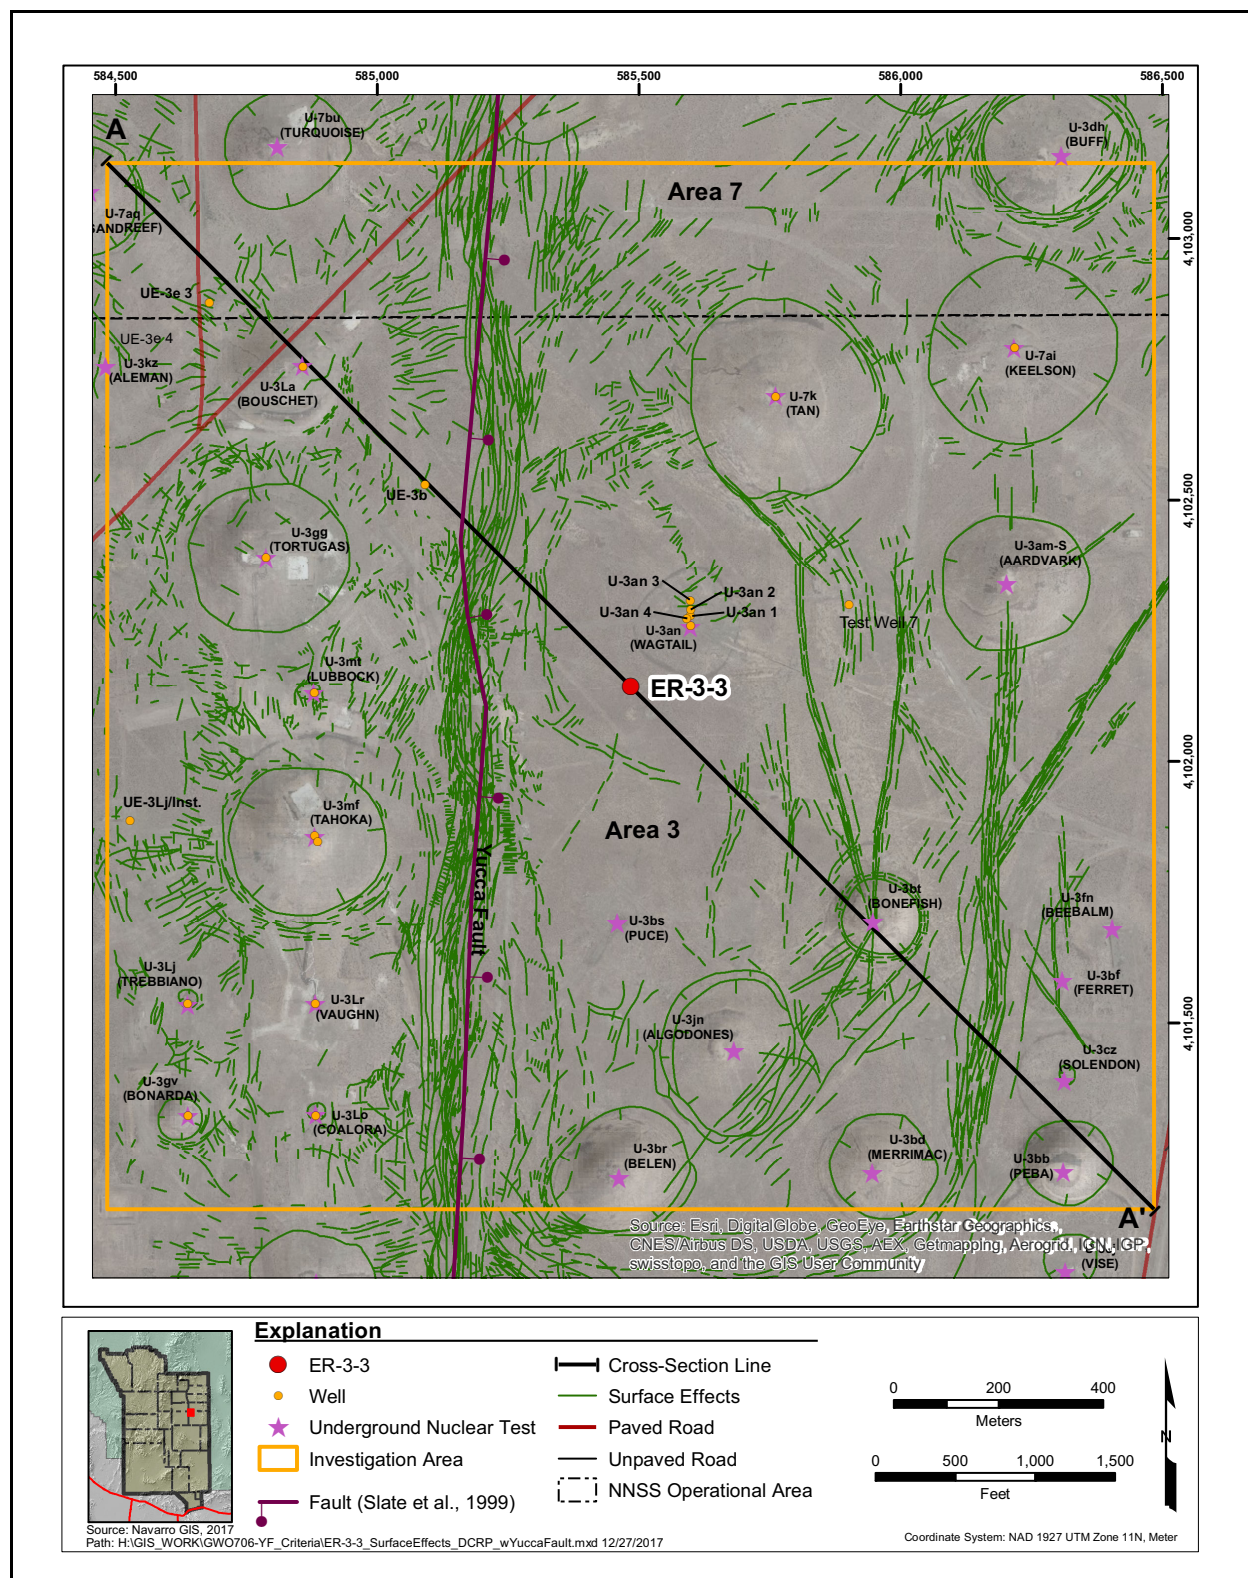 584,500
585,000
585,500
586,000
586,500
A
U-7bu
(TURQUOISE)
U-3dh
(BUFF)
Area 7
U-7aq
SANDREEF)
4,103,000
UE-3e 3
UE-3e 4
U-3kz
(ALEMAN)
U-3La
(BOUSCHET)
U-7ai
(KEELSON)
U-7k
(TAN)
UE-3b
4,102,500
U-3gg
(TORTUGAS)
U-3am-S
(AARDVARK)
U-3an 3
U-3an 2
U-3an 4
U-3an 1
U-3an
(WAGTAIL)
Test Well 7
U-3mt
(LUBBOCK)
ER-3-3
4,102,000
UE-3Lj/Inst.
U-3mf
(TAHOKA)
Area 3
Yucca Fault
U-3bt
(BONEFISH)
U-3fn
(BEEBALM)
U-3bs
(PUCE)
U-3Lj
(TREBBIANO)
U-3Lr
(VAUGHN)
U-3bf
(FERRET)
U-3jn
(ALGODONES)
4,101,500
U-3cz
(SOLENDON)
U-3gv
(BONARDA)
U-3Lo
(COALORA)
U-3br
(BELEN)
U-3bd
(MERRIMAC)
U-3bb
(PEBA)
A'
Source: Esri, DigitalGlobe, GeoEye, Earthstar Geographics,
CNES/Airbus DS, USDA, USGS, AEX, Getmapping, Aerogrid, IGN, IGP,
swisstopo, and the GIS User Community
(VISE)
Explanation
ER-3-3
Well
Underground Nuclear Test
Investigation Area
Fault (Slate et al., 1999)
Cross-Section Line
Surface Effects
Paved Road
Unpaved Road
NNSS Operational Area
0 200 400
Meters
0 500 1,000 1,500
Feet
N
Source: Navarro GIS, 2017
Path: H:\GIS_WORK\GWO706-YF_Criteria\ER-3-3_SurfaceEffects_DCRP_wYuccaFault.mxd 12/27/2017
Coordinate System: NAD 1927 UTM Zone 11N, Meter